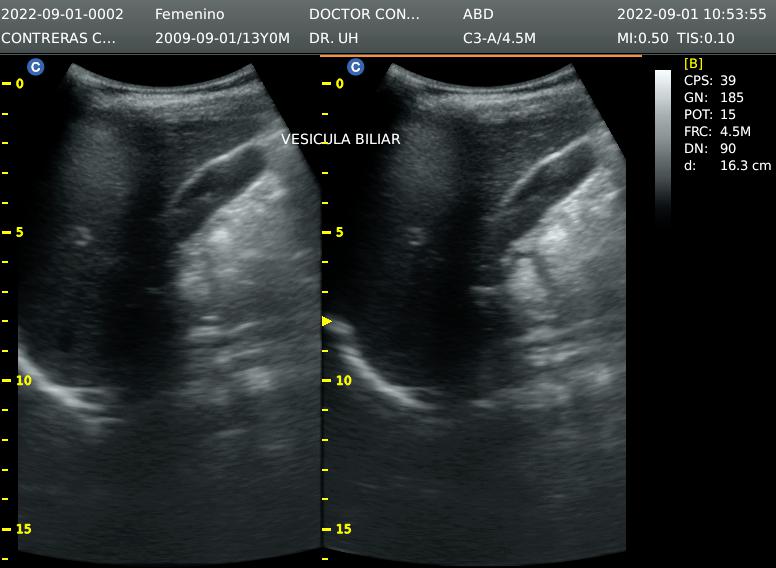 2022-09-01-0002 Femenino DOCTOR CON... ABD 2022-09-01 10:53:55
CONTRERAS C... 2009-09-01/13Y0M DR. UH C3-A/4.5M MI:0.50 TIS:0.10
C C
[B]
CPS: 39
GN: 185
POT: 15
FRC: 4.5M
DN: 90
d: 16.3 cm
VESICULA BILIAR
0 0
5 5
10 10
15 15